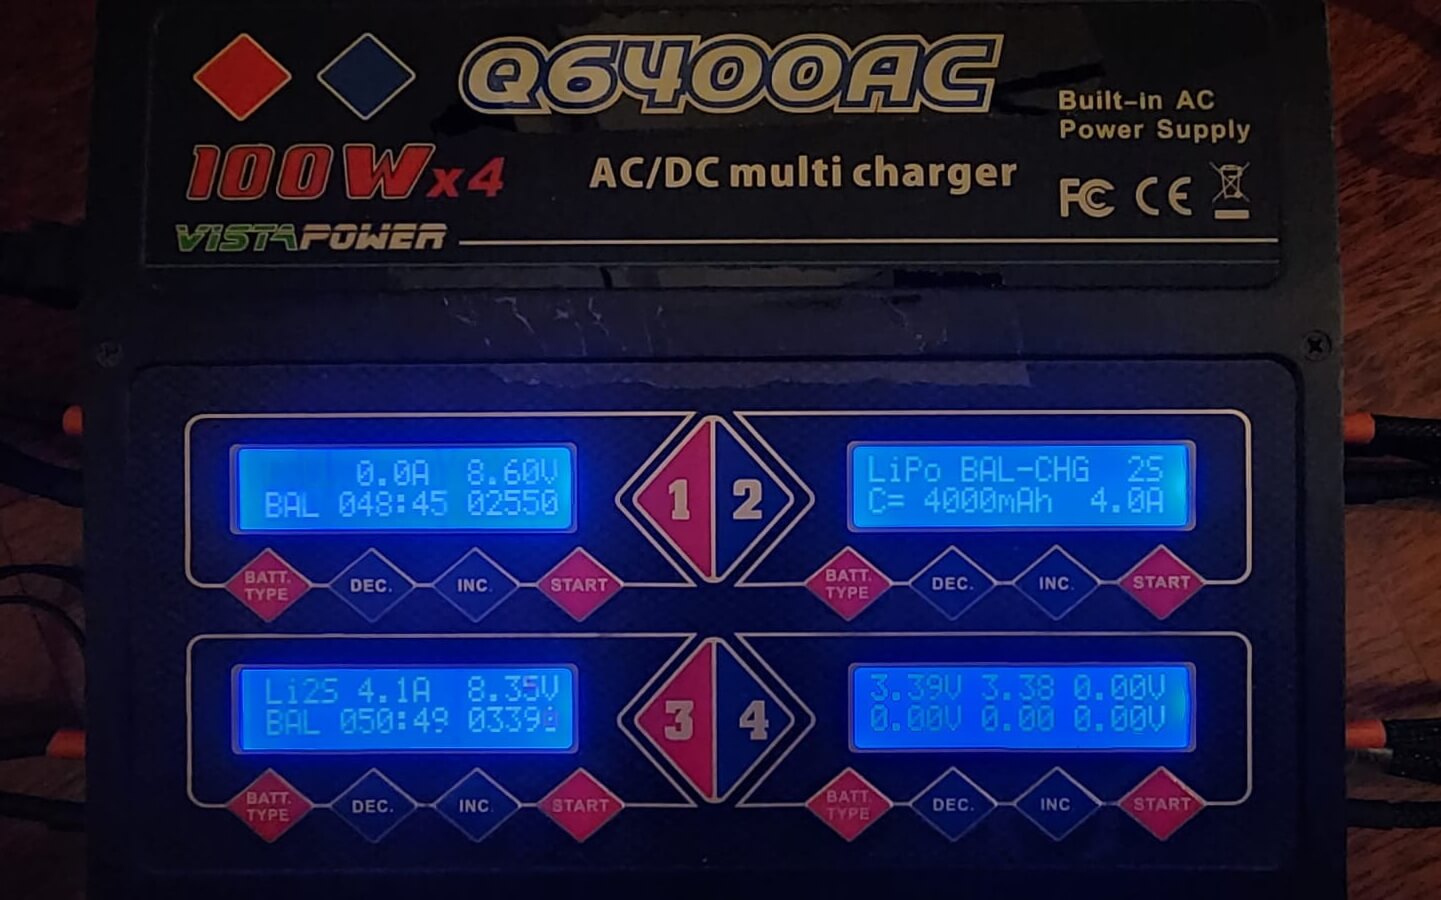 Q6400AC
Built-in AC
Power Supply
100W x4
AC/DC multi charger
FC CE
VISTAPOWER
0.0A 8.60V
BAL 048:45 02550
1 2
LiPo BAL-CHG 2S
C= 4000mAh 4.0A
BATT. TYPE
DEC.
INC.
START
BATT. TYPE
DEC.
INC.
START
Li2S 4.1A 8.35V
BAL 050:49
3 4
3.39V 3.38 0.00V
0.00V 0.00 0.00V
BATT. TYPE
DEC.
INC.
START
BATT. TYPE
DEC.
INC
START